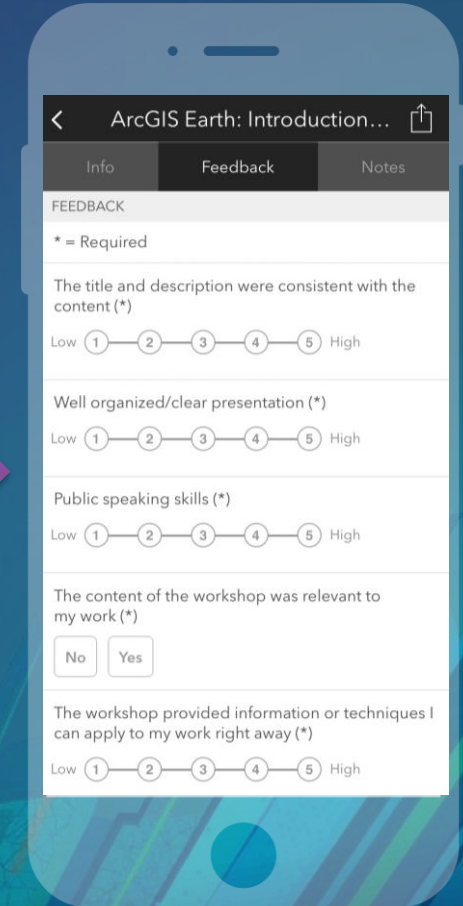 ArcGIS Earth: Introduction...
Info Feedback Notes
FEEDBACK
* = Required
The title and description were consistent with the
content (*)
Low 1 2 3 4 5 High
Well organized/clear presentation (*)
Low 1 2 3 4 5 High
Public speaking skills (*)
Low 1 2 3 4 5 High
The content of the workshop was relevant to
my work (*)
No Yes
The workshop provided information or techniques I
can apply to my work right away (*)
Low 1 2 3 4 5 High